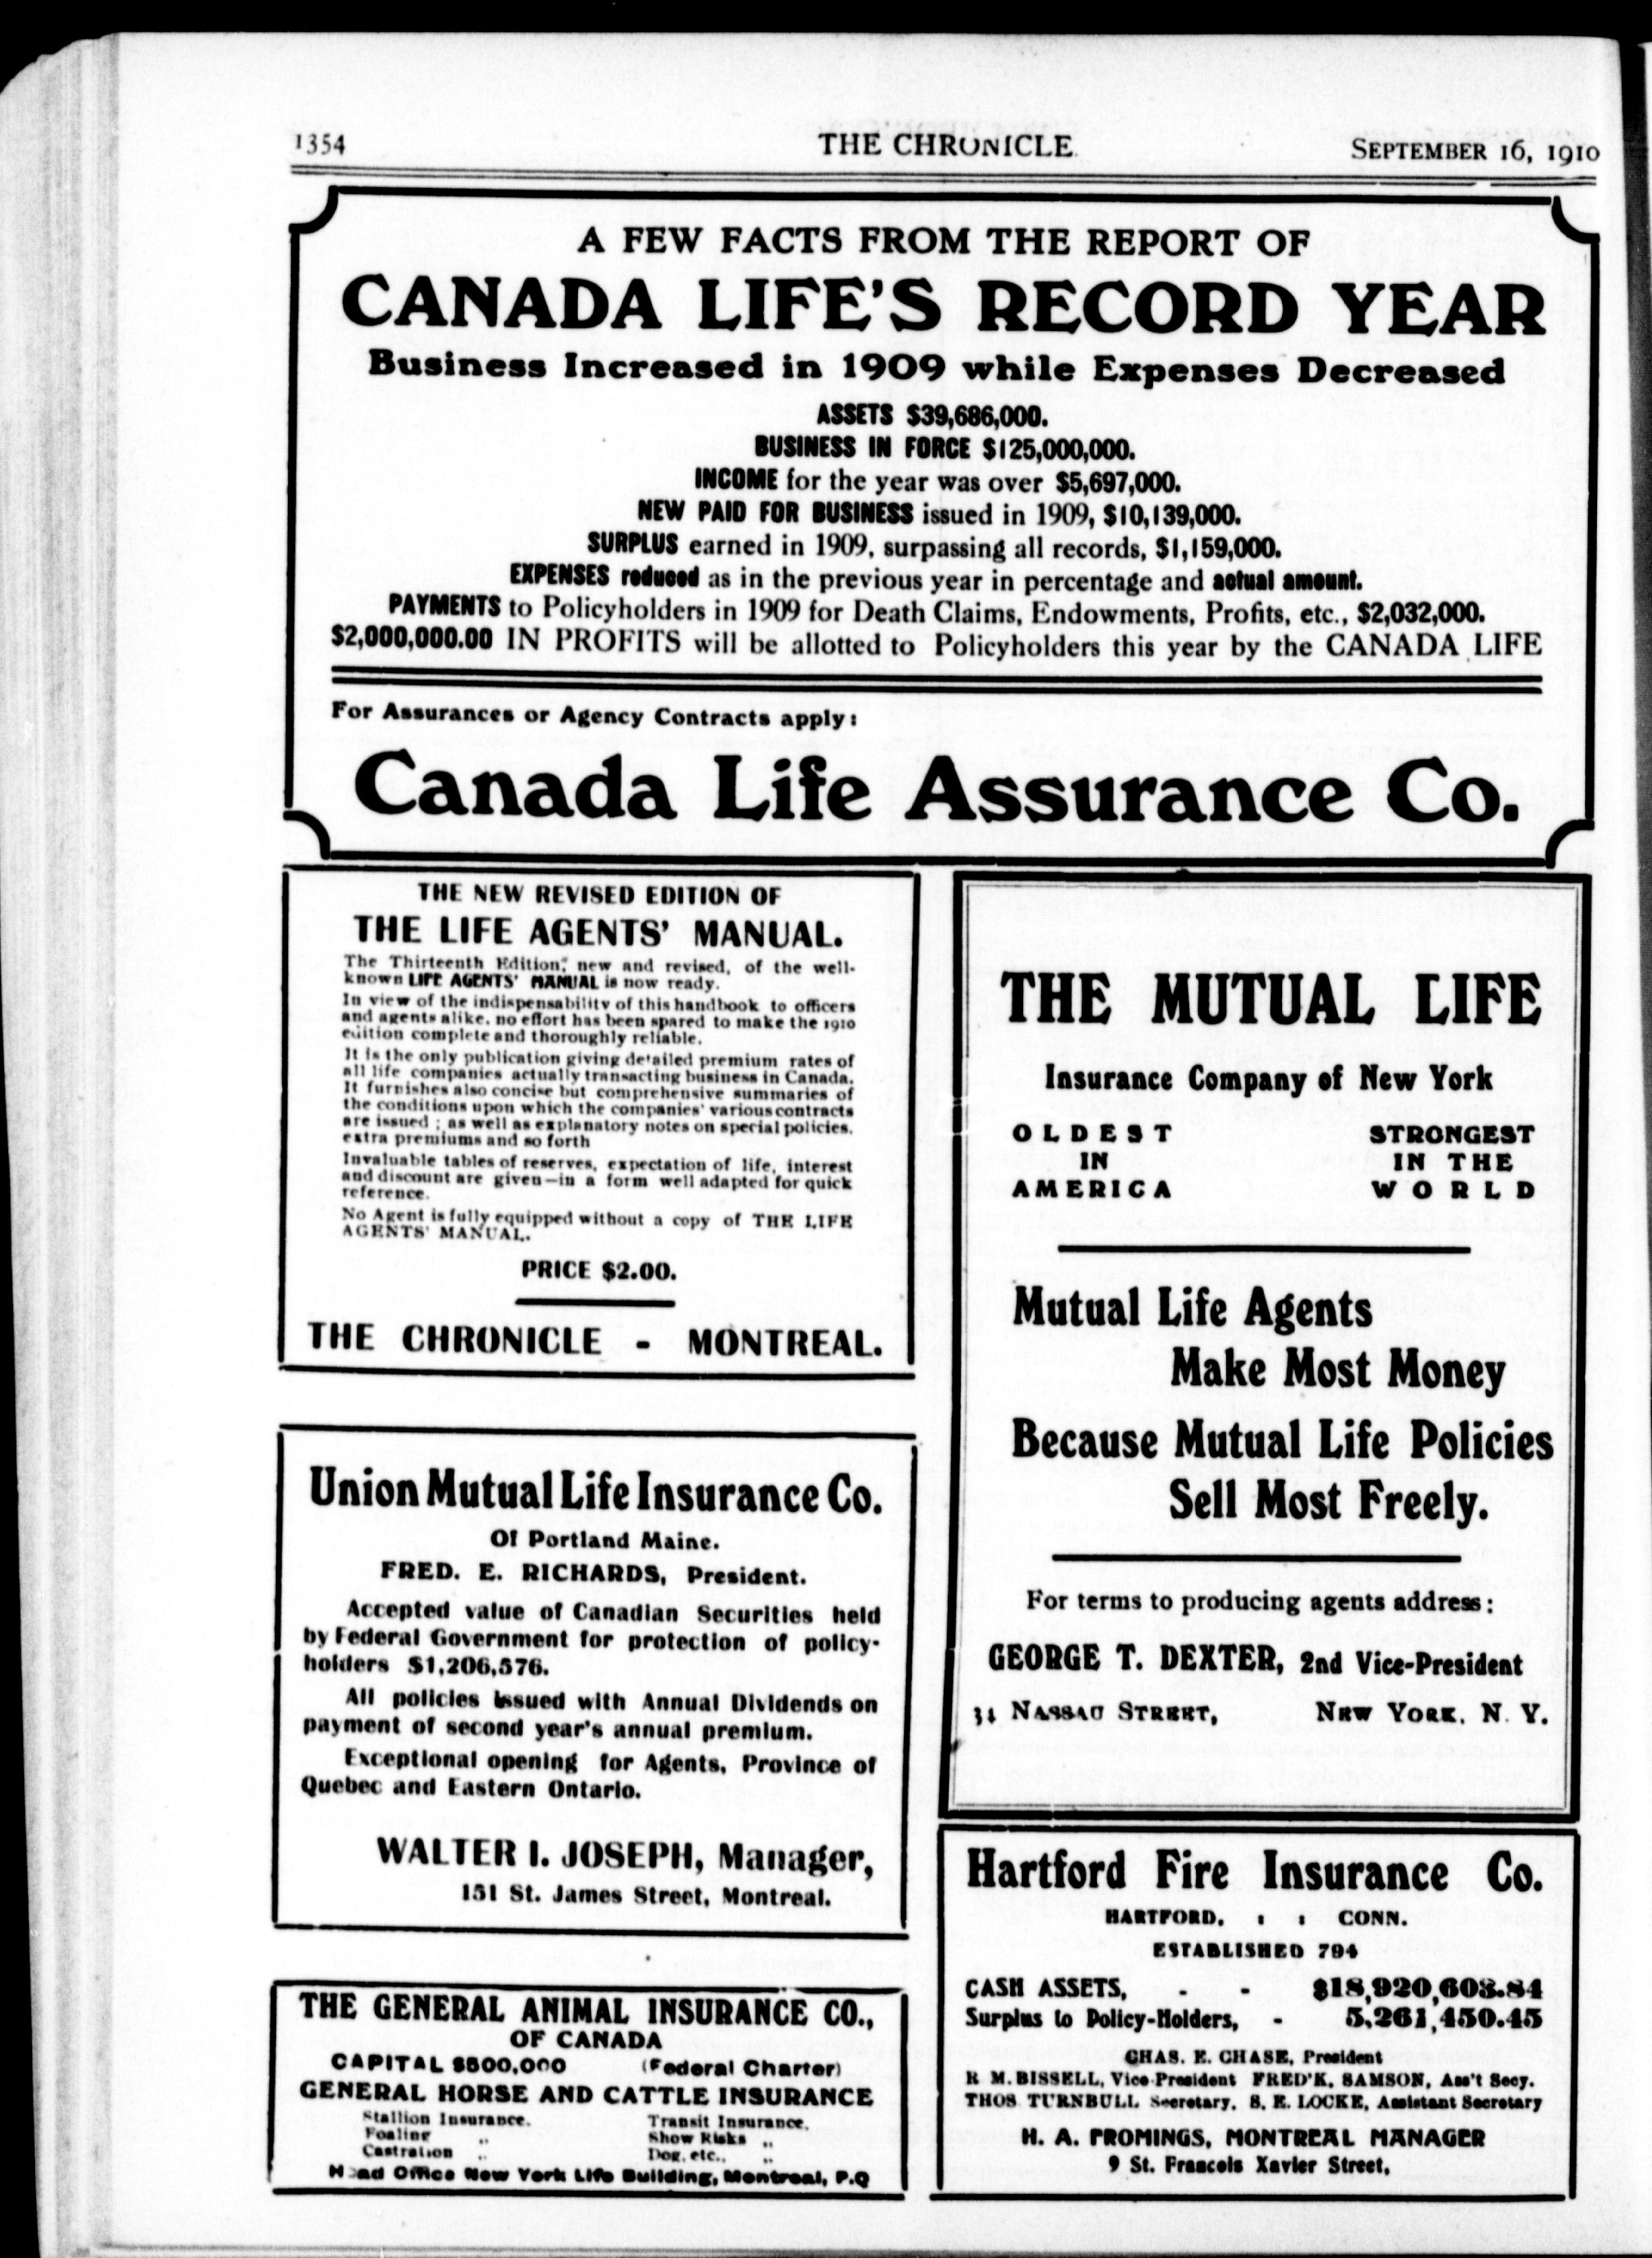 1354 THE CHRONICLE. SEPTEMBER 16, 1910
A FEW FACTS FROM THE REPORT OF
CANADA LIFE'S RECORD YEAR
Business Increased in 1909 while Expenses Decreased
ASSETS $39,686,000.
BUSINESS IN FORCE $125,000,000.
INCOME for the year was over $5,697,000.
NEW PAID FOR BUSINESS issued in 1909, $10,139,000.
SURPLUS earned in 1909, surpassing all records, $1,159,000.
EXPENSES reduced as in the previous year in percentage and actual amount.
PAYMENTS to Policyholders in 1909 for Death Claims, Endowments, Profits, etc., $2,032,000.
$2,000,000.00 IN PROFITS will be allotted to Policyholders this year by the CANADA LIFE
For Assurances or Agency Contracts apply:
Canada Life Assurance Co.
THE NEW REVISED EDITION OF
THE LIFE AGENTS' MANUAL.
The Thirteenth Edition, new and revised, of the well-
known LIFE AGENTS' MANUAL is now ready.
In view of the indispensability of this handbook to officers
and agents alike, no effort has been spared to make the 1910
edition complete and thoroughly reliable.
It is the only publication giving detailed premium rates of
all life companies actually transacting business in Canada.
It furnishes also concise but comprehensive summaries of
the conditions upon which the companies' various contracts
are issued; as well as explanatory notes on special policies,
extra premiums and so forth
Invaluable tables of reserves, expectation of life, interest
and discount are given—in a form well adapted for quick
reference.
No Agent is fully equipped without a copy of THE LIFE
AGENTS' MANUAL.
PRICE $2.00.
THE CHRONICLE - MONTREAL.
Union Mutual Life Insurance Co.
Of Portland Maine.
FRED. E. RICHARDS, President.
Accepted value of Canadian Securities held
by Federal Government for protection of policy-
holders $1,206,576.
All policies issued with Annual Dividends on
payment of second year's annual premium.
Exceptional opening for Agents, Province of
Quebec and Eastern Ontario.
WALTER I. JOSEPH, Manager,
151 St. James Street, Montreal.
THE GENERAL ANIMAL INSURANCE CO.,
OF CANADA
CAPITAL $500,000 (Federal Charter)
GENERAL HORSE AND CATTLE INSURANCE
Stallion Insurance. Transit Insurance.
Foaling „ Show Risks „
Castration „ Dog, etc., „
Head Office New York Life Building, Montreal, P.Q
THE MUTUAL LIFE
Insurance Company of New York
OLDEST STRONGEST
IN IN THE
AMERICA WORLD
Mutual Life Agents
Make Most Money
Because Mutual Life Policies
Sell Most Freely.
For terms to producing agents address:
GEORGE T. DEXTER, 2nd Vice-President
34 NASSAU STREET, NEW YORK, N. Y.
Hartford Fire Insurance Co.
HARTFORD, : : CONN.
ESTABLISHED 794
CASH ASSETS, - - $18,920,603.84
Surplus to Policy-Holders, - 5,261,450.45
CHAS. E. CHASE, President
R M. BISSELL, Vice-President FRED'K. SAMSON, Ass't Secy.
THOS TURNBULL Secretary. S. E. LOCKE, Assistant Secretary
H. A. FROMINGS, MONTREAL MANAGER
9 St. Francois Xavier Street,